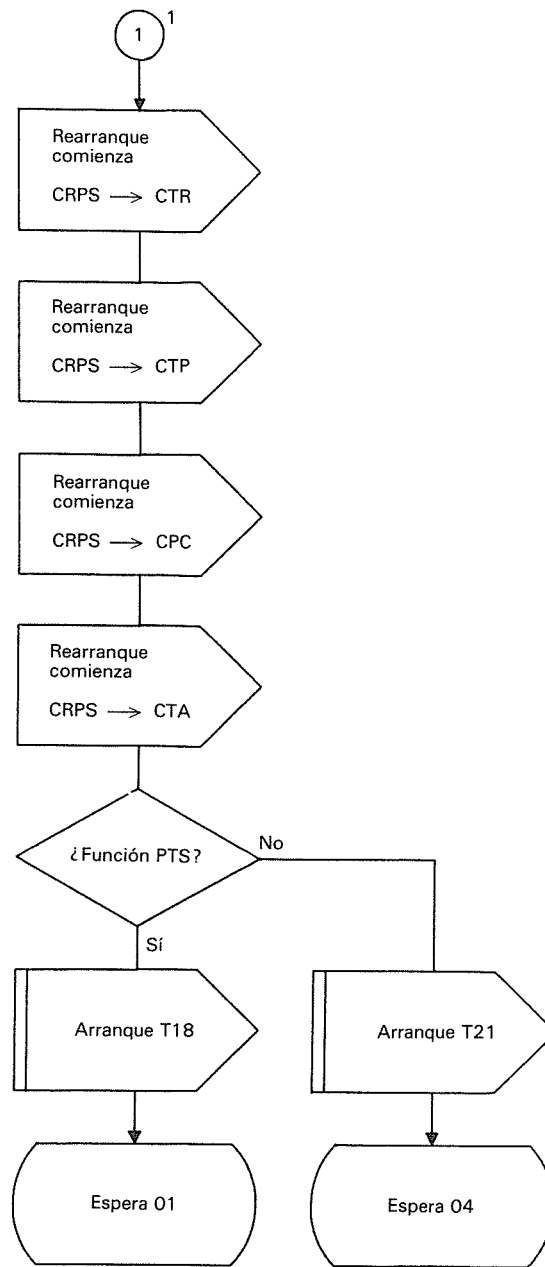 1
1
Rearranque
comienza
CRPS → CTR
Rearranque
comienza
CRPS → CTP
Rearranque
comienza
CRPS → CPC
Rearranque
comienza
CRPS → CTA
¿Función PTS?
No
Sí
Arranque T18
Arranque T21
Espera 01
Espera 04